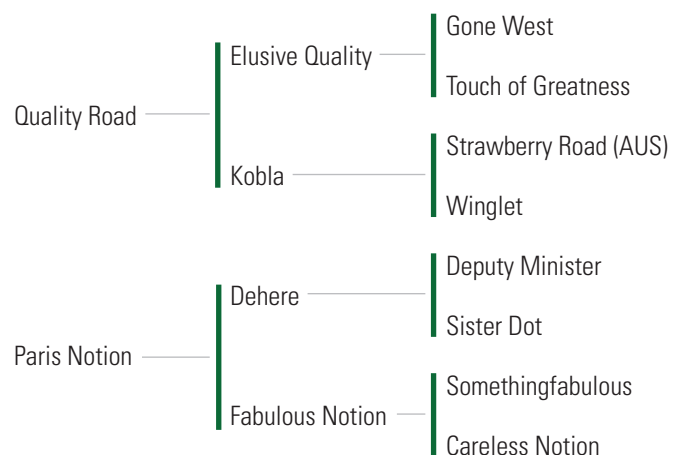 Gone West
Elusive Quality
Touch of Greatness
Quality Road
Strawberry Road (AUS)
Kobla
Winglet
Deputy Minister
Dehere
Sister Dot
Paris Notion
Somethingfabulous
Fabulous Notion
Careless Notion